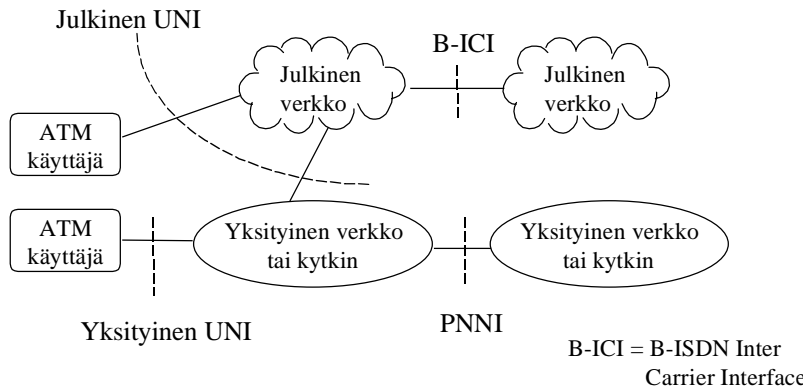 Julkinen UNI
B-ICI
Julkinen
verkko
Julkinen
verkko
ATM
käyttäjä
ATM
käyttäjä
Yksityinen verkko
tai kytkin
Yksityinen verkko
tai kytkin
Yksityinen UNI
PNNI
B-ICI = B-ISDN Inter
Carrier Interface